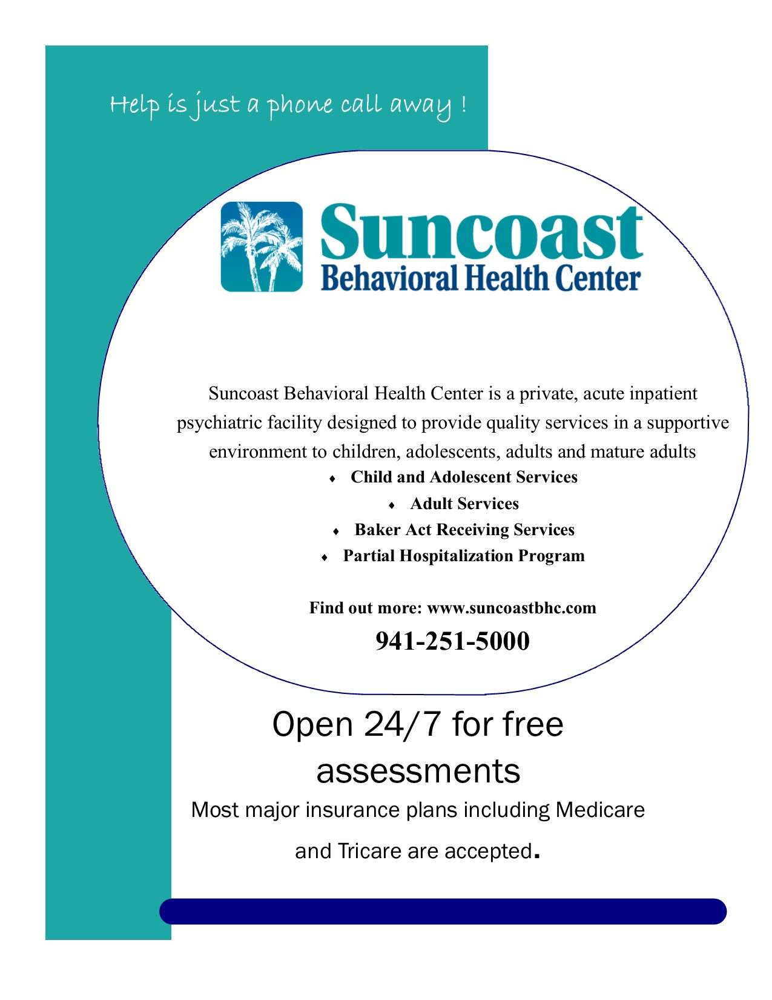 Help is just a phone call away !
Suncoast
Behavioral Health Center
Suncoast Behavioral Health Center is a private, acute inpatient
psychiatric facility designed to provide quality services in a supportive
environment to children, adolescents, adults and mature adults
♦ Child and Adolescent Services
♦ Adult Services
♦ Baker Act Receiving Services
♦ Partial Hospitalization Program
Find out more: www.suncoastbhc.com
941-251-5000
Open 24/7 for free
assessments
Most major insurance plans including Medicare
and Tricare are accepted.